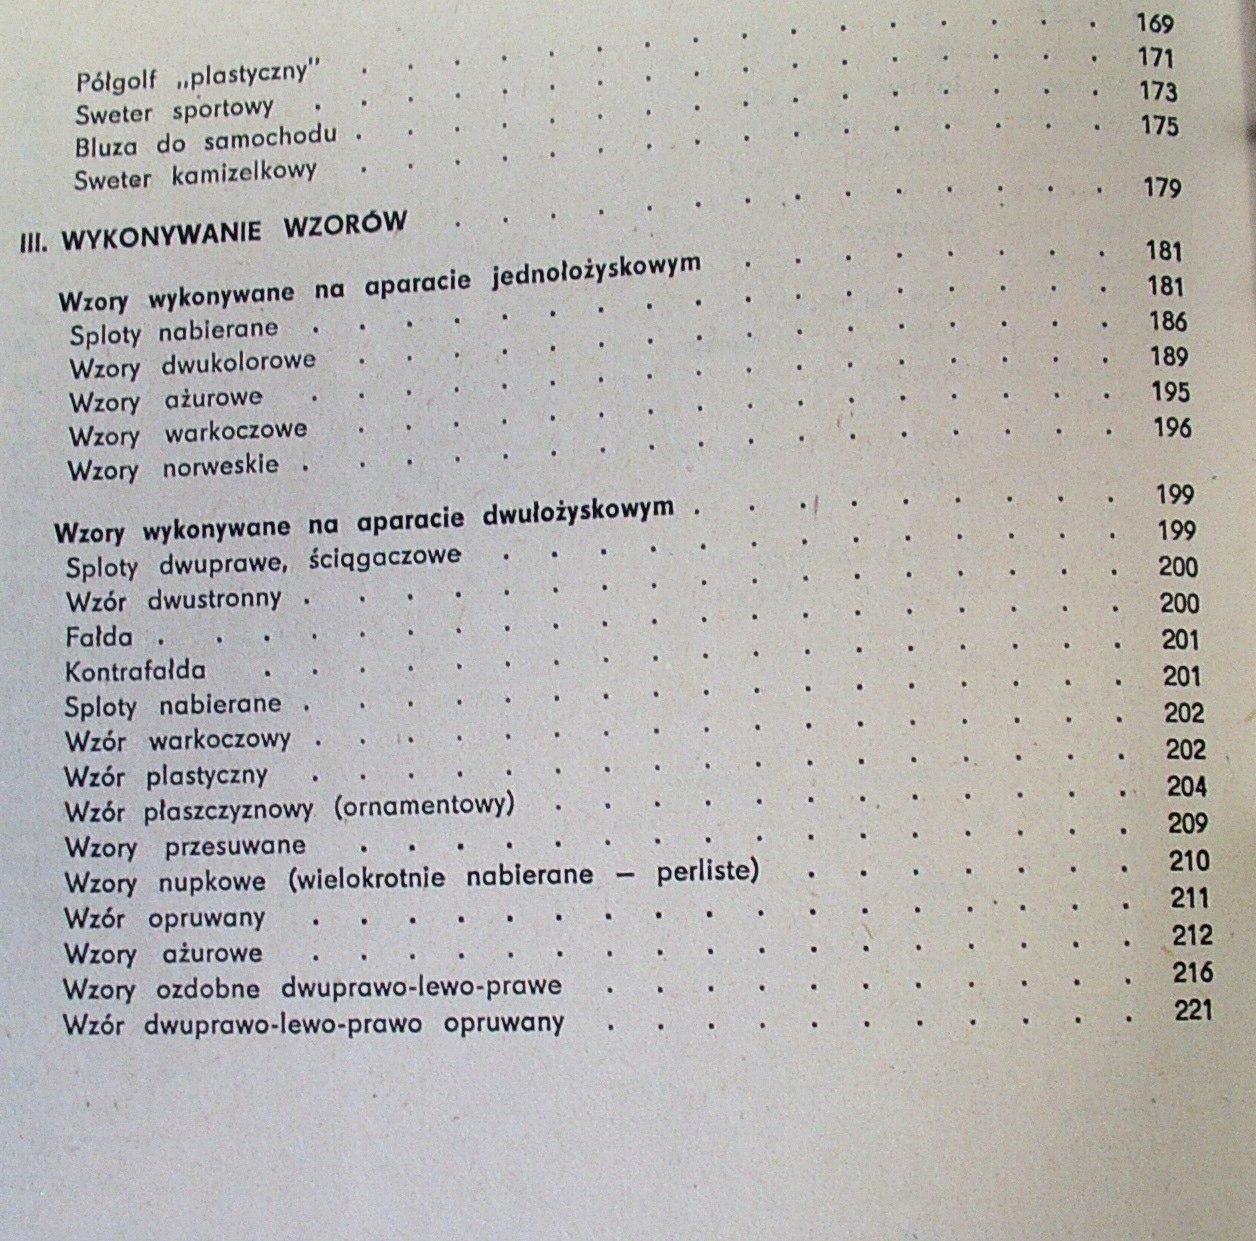 Półgolf „plastyczny” . . . . . . . . . . . . . . . . 169
Sweter sportowy . . . . . . . . . . . . . . . . . 171
Bluza do samochodu . . . . . . . . . . . . . . . . 173
Sweter kamizelkowy . . . . . . . . . . . . . . . . 175
III. WYKONYWANIE WZORÓW . . . . . . . . . . . . . . 179
Wzory wykonywane na aparacie jednołożyskowym . . . . . . . . 181
Sploty nabierane . . . . . . . . . . . . . . . . . 181
Wzory dwukolorowe . . . . . . . . . . . . . . . . 186
Wzory ażurowe . . . . . . . . . . . . . . . . . 189
Wzory warkoczowe . . . . . . . . . . . . . . . . 195
Wzory norweskie . . . . . . . . . . . . . . . . . 196
Wzory wykonywane na aparacie dwułożyskowym . . . . . . . . . 199
Sploty dwuprawe, ściągaczowe . . . . . . . . . . . . . 199
Wzór dwustronny . . . . . . . . . . . . . . . . . 200
Fałda . . . . . . . . . . . . . . . . . . . . 200
Kontrafałda . . . . . . . . . . . . . . . . . . 201
Sploty nabierane . . . . . . . . . . . . . . . . . 201
Wzór warkoczowy . . . . . . . . . . . . . . . . . 202
Wzór plastyczny . . . . . . . . . . . . . . . . . 202
Wzór płaszczyznowy (ornamentowy) . . . . . . . . . . . . 204
Wzory przesuwane . . . . . . . . . . . . . . . . 209
Wzory nupkowe (wielokrotnie nabierane — perliste) . . . . . . . 210
Wzór opruwany . . . . . . . . . . . . . . . . . 211
Wzory ażurowe . . . . . . . . . . . . . . . . . 212
Wzory ozdobne dwuprawo-lewo-prawe . . . . . . . . . . . 216
Wzór dwuprawo-lewo-prawo opruwany . . . . . . . . . . . 221